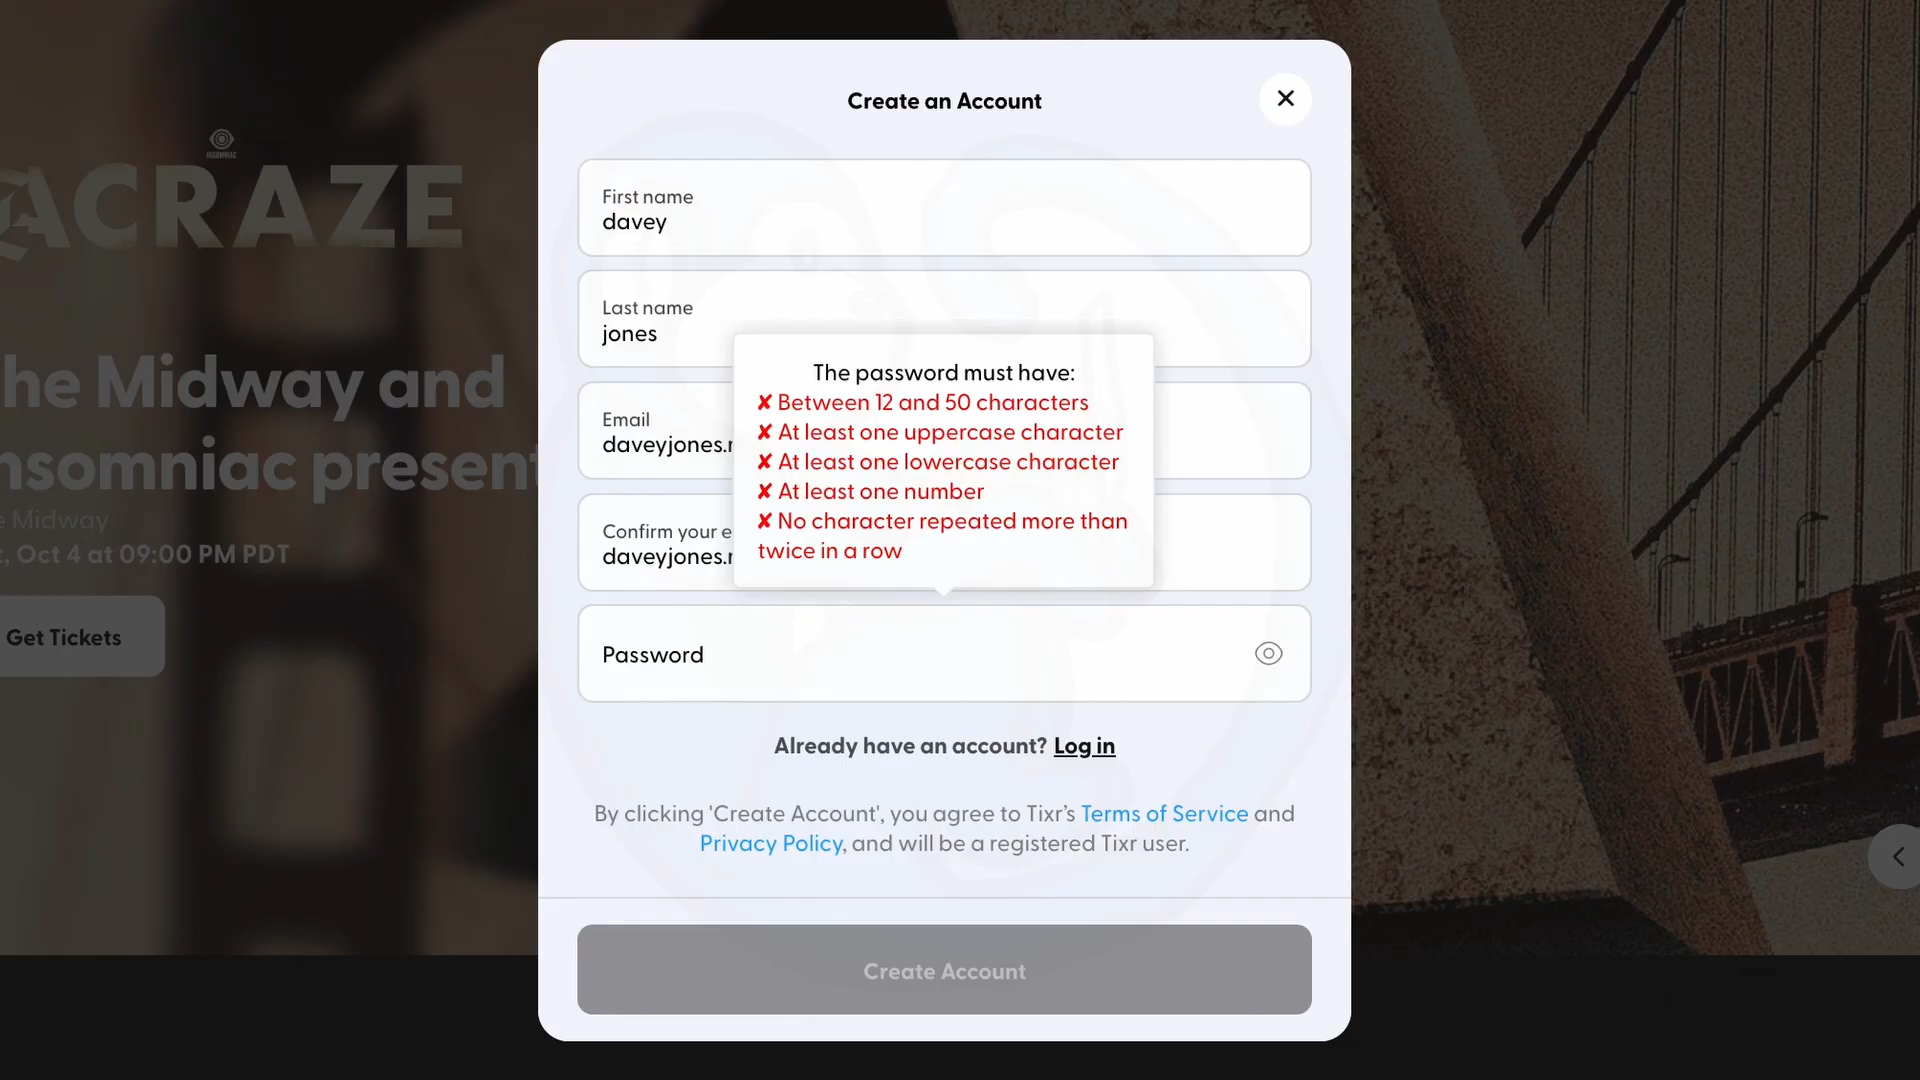 Create an Account
INSOMNIAC
ACRAZE
First name
davey
Last name
jones
he Midway and
nsomniac present
e Midway
Oct 4 at 09:00 PM PDT
Get Tickets
Email
daveyjones.
Confirm your e
daveyjones.
The password must have:
✘ Between 12 and 50 characters
✘ At least one uppercase character
✘ At least one lowercase character
✘ At least one number
✘ No character repeated more than
twice in a row
Password
Already have an account? Log in
By clicking 'Create Account', you agree to Tixr’s Terms of Service and
Privacy Policy, and will be a registered Tixr user.
Create Account